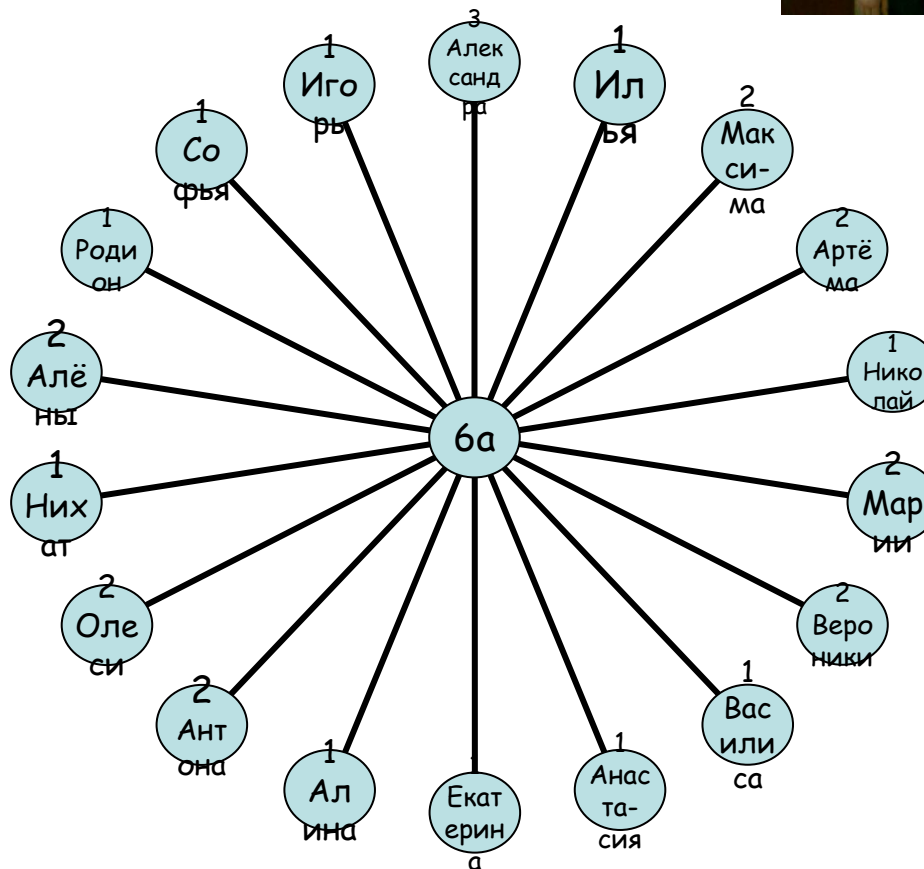 3
Алек
санд
ра
1
Ил
ья
2
Мак
си-
ма
2
Артё
ма
1
Нико
лай
2
Мар
ии
2
Веро
ники
1
Вас
или
са
1
Анас
та-
сия
Екат
ерин
а
1
Ал
ина
2
Ант
она
2
Оле
си
1
Них
ат
2
Алё
ны
1
Роди
он
1
Со
фья
1
Иго
рь
6а